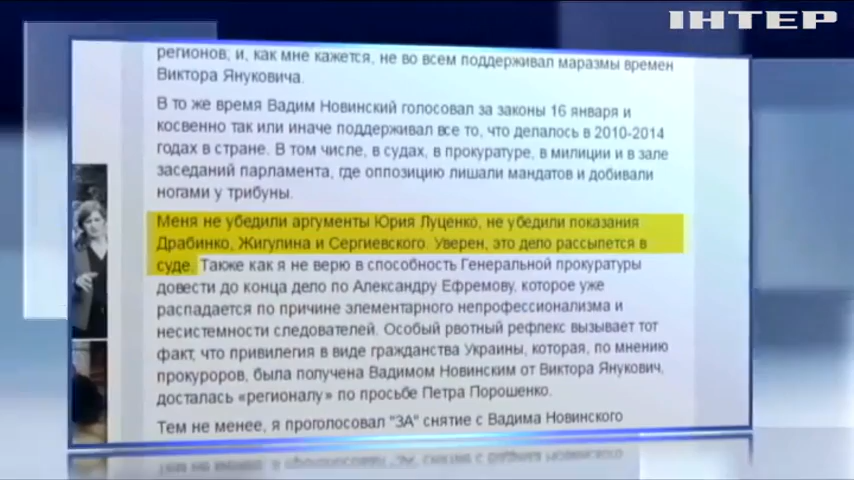 ІНТЕР
регионов; и, как мне кажется, не во всем поддерживал маразмы времен
Виктора Януковича.
В то же время Вадим Новинский голосовал за законы 16 января и
косвенно так или иначе поддерживал все то, что делалось в 2010-2014
годах в стране. В том числе, в судах, в прокуратуре, в милиции и в зале
заседаний парламента, где оппозицию лишали мандатов и добивали
ногами у трибуны.
Меня не убедили аргументы Юрия Луценко, не убедили показания
Драбинко, Жигулина и Сергиевского. Уверен, это дело рассыпется в
суде. Также как я не верю в способность Генеральной прокуратуры
довести до конца дело по Александру Ефремову, которое уже
распадается по причине элементарного непрофессионализма и
несистемности следователей. Особый рвотный рефлекс вызывает тот
факт, что привилегия в виде гражданства Украины, которая, по мнению
прокуроров, была получена Вадимом Новинским от Виктора Янукович,
досталась «регионалу» по просьбе Петра Порошенко.
Тем не менее, я проголосовал "ЗА" снятие с Вадима Новинского